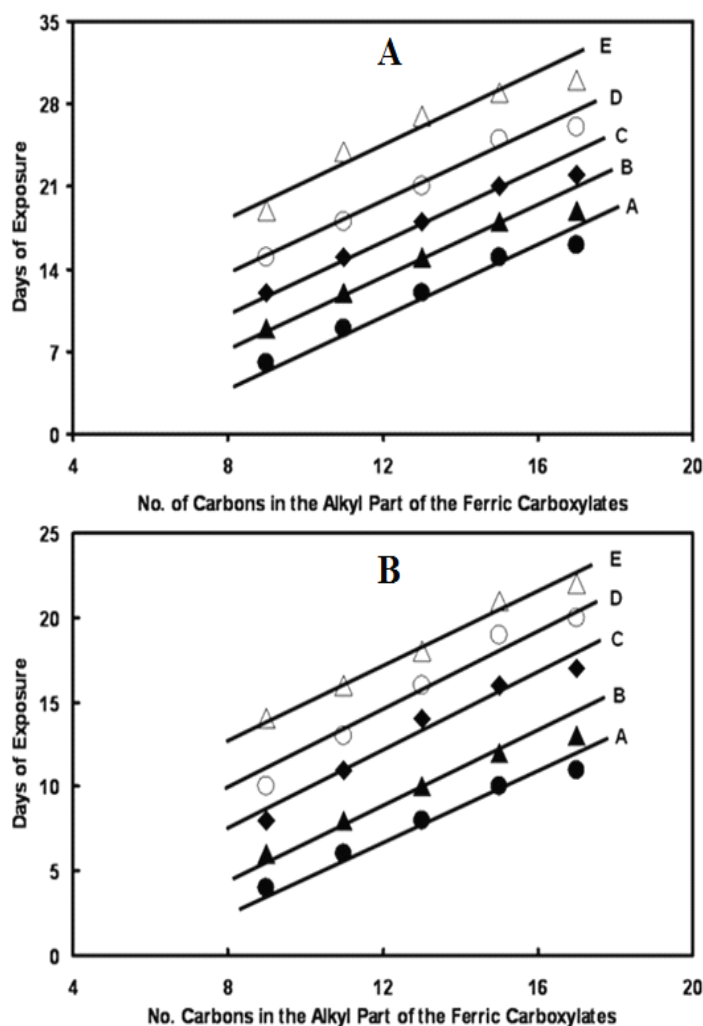 35
A
E
28
D
C
21
B
A
14
7
0
4
8
12
16
20
Days of Exposure
No. of Carbons in the Alkyl Part of the Ferric Carboxylates
25
B
E
D
20
C
15
B
A
10
5
0
4
8
12
16
20
Days of Exposure
No. Carbons in the Alkyl Part of the Ferric Carboxylates